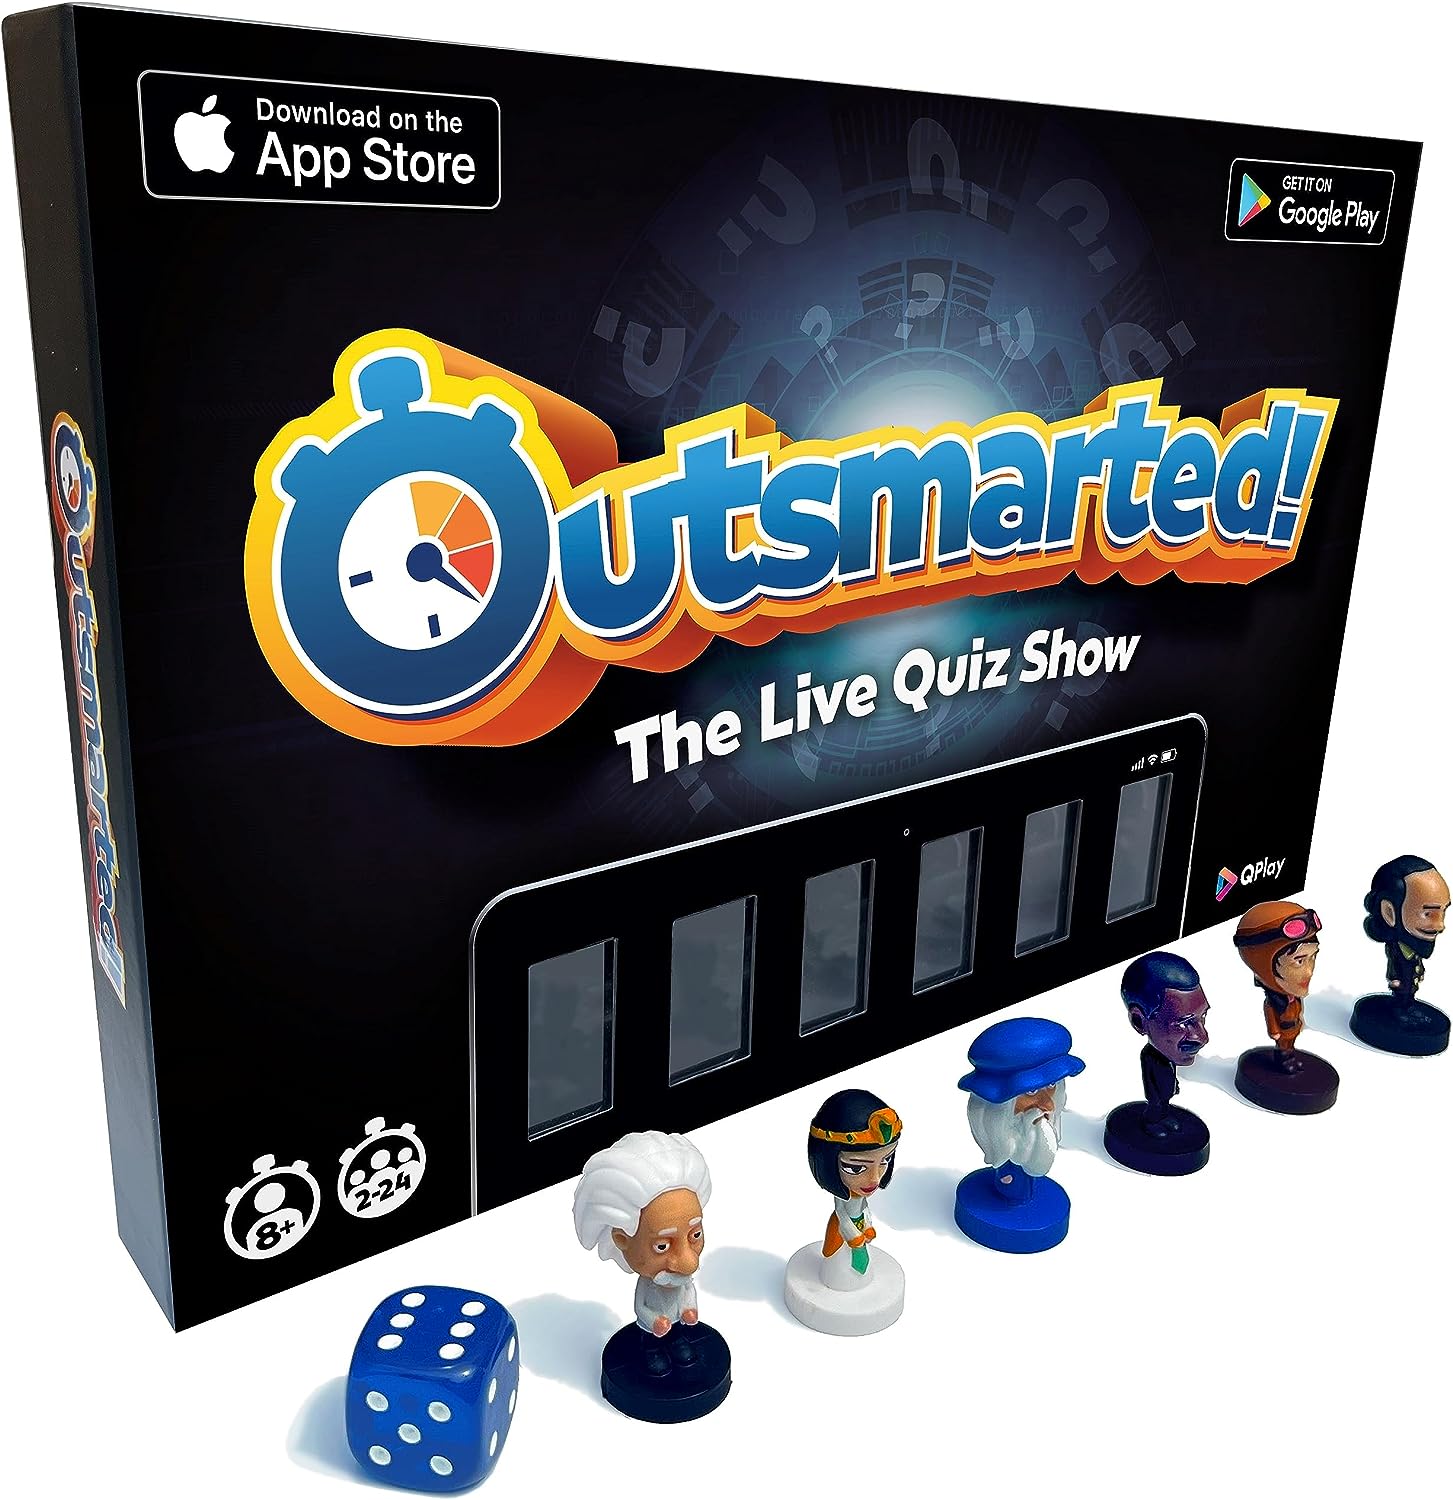 Download on the
App Store
GET IT ON
Google Play
Outsmarted!
The Live Quiz Show
Outsmarted!
QPlay
8+
2-24